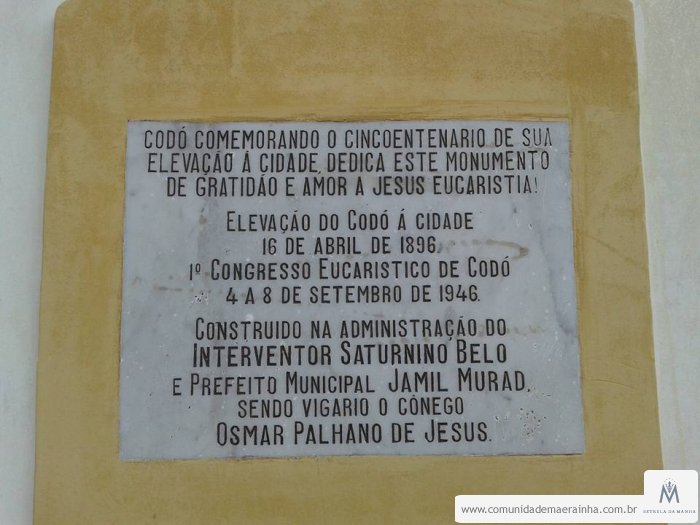 CODÓ COMEMORANDO O CINCOENTENARIO DE SUA
ELEVAÇÃO Á CIDADE, DEDICA ESTE MONUMENTO
DE GRATIDÃO E AMOR A JESUS EUCARISTIA!
ELEVAÇÃO DO CODÓ Á CIDADE
16 DE ABRIL DE 1896.
1º CONGRESSO EUCARISTICO DE CODÓ
4 A 8 DE SETEMBRO DE 1946.
CONSTRUIDO NA ADMINISTRAÇÃO DO
INTERVENTOR SATURNINO BELO
E PREFEITO MUNICIPAL JAMIL MURAD,
SENDO VIGARIO O CÔNEGO
OSMAR PALHANO DE JESUS.
www.comunidademaerainha.com.br
ESTRELA DA MANHÃ